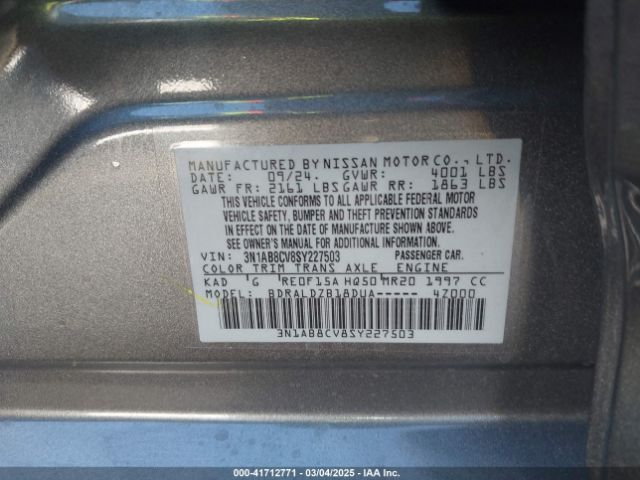 MANUFACTURED BY NISSAN MOTOR CO., LTD.
DATE: 09/24. GVWR: 4001 LBS
GAWR FR: 2161 LBS GAWR RR: 1863 LBS
THIS VEHICLE CONFORMS TO ALL APPLICABLE FEDERAL MOTOR
VEHICLE SAFETY, BUMPER AND THEFT PREVENTION STANDARDS
IN EFFECT ON THE DATE OF MANUFACTURE SHOWN ABOVE.
SEE OWNER'S MANUAL FOR ADDITIONAL INFORMATION.
VIN: 3N1AB8CV8SY227503 PASSENGER CAR.
COLOR TRIM TRANS AXLE ENGINE
KAD G RE0F15A HQ50 MR20 1997 CC
MODEL: BDRALDZB18DUA----- 4Z000
3N1AB8CV8SY227503
000-41712771 | 03/04/2025 | IAA Inc.